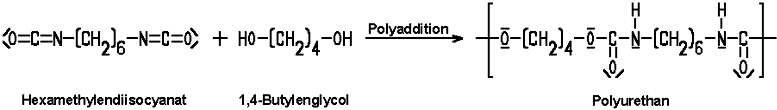 ⟨O=C=N–(CH₂)₆–N=C=O⟩ + HO–(CH₂)₄–OH Polyaddition [–O–(CH₂)₄–O–C–N–(CH₂)₆–N–C–]
H H
O O
Hexamethylendiisocyanat 1,4-Butylenglycol Polyurethan